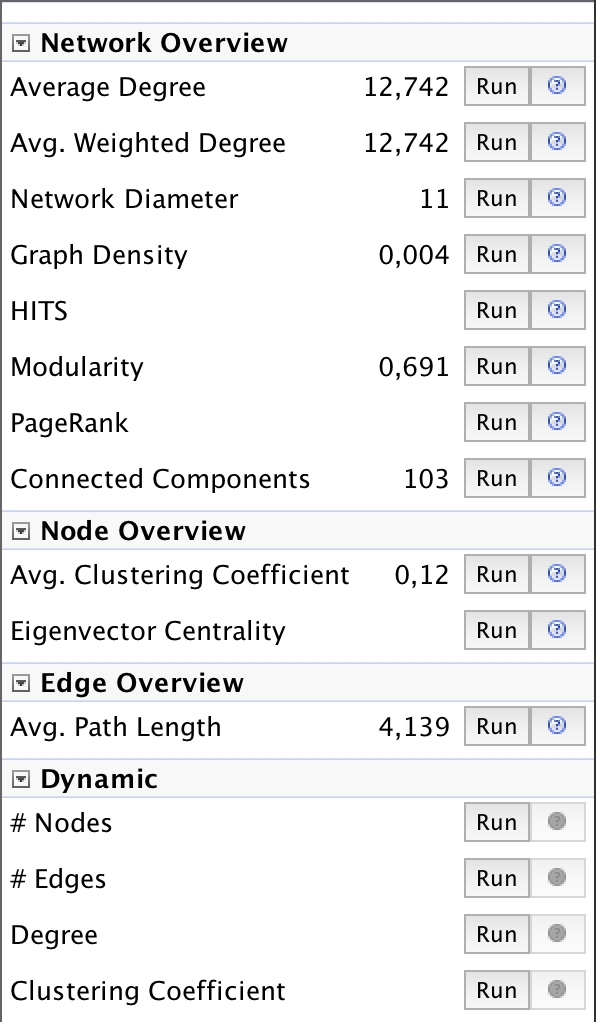 Network Overview
Average Degree 12,742 Run ?
Avg. Weighted Degree 12,742 Run ?
Network Diameter 11 Run ?
Graph Density 0,004 Run ?
HITS Run ?
Modularity 0,691 Run ?
PageRank Run ?
Connected Components 103 Run ?
Node Overview
Avg. Clustering Coefficient 0,12 Run ?
Eigenvector Centrality Run ?
Edge Overview
Avg. Path Length 4,139 Run ?
Dynamic
# Nodes Run ?
# Edges Run ?
Degree Run ?
Clustering Coefficient Run ?